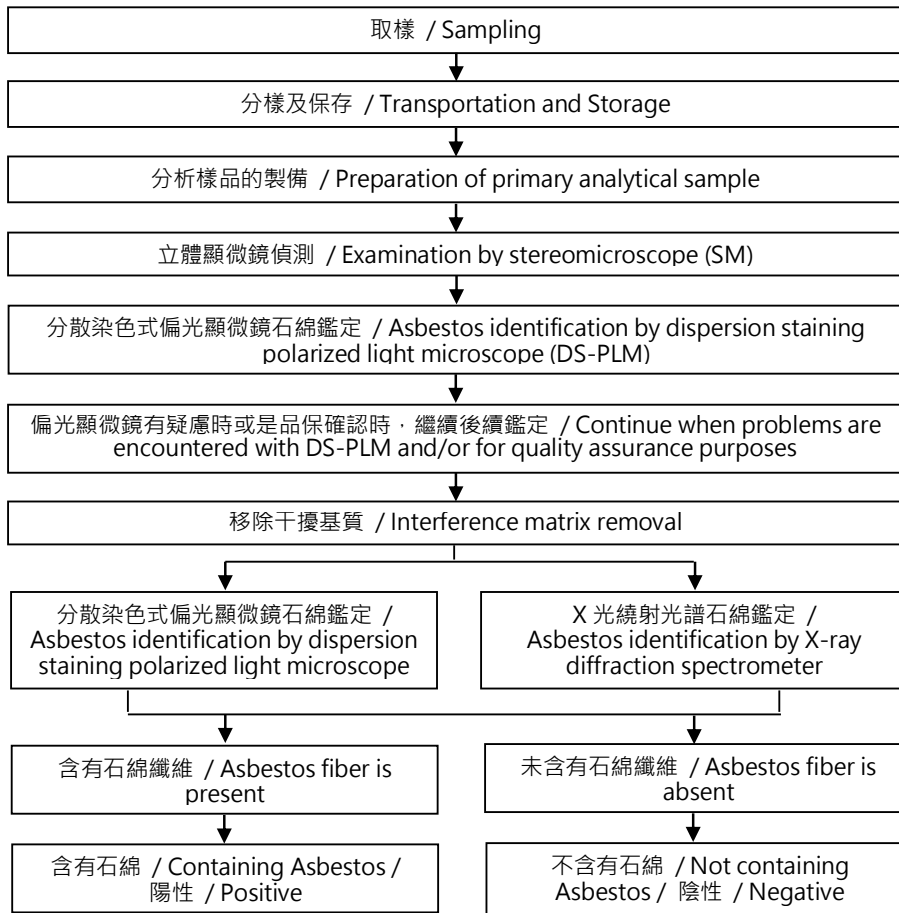 取樣 / Sampling
分樣及保存 / Transportation and Storage
分析樣品的製備 / Preparation of primary analytical sample
立體顯微鏡偵測 / Examination by stereomicroscope (SM)
分散染色式偏光顯微鏡石綿鑑定 / Asbestos identification by dispersion staining
polarized light microscope (DS-PLM)
偏光顯微鏡有疑慮時或是品保確認時，繼續後續鑑定 / Continue when problems are
encountered with DS-PLM and/or for quality assurance purposes
移除干擾基質 / Interference matrix removal
分散染色式偏光顯微鏡石綿鑑定 /
Asbestos identification by dispersion
staining polarized light microscope
X 光繞射光譜石綿鑑定 /
Asbestos identification by X-ray
diffraction spectrometer
含有石綿纖維 / Asbestos fiber is
present
未含有石綿纖維 / Asbestos fiber is
absent
含有石綿 / Containing Asbestos /
陽性 / Positive
不含有石綿 / Not containing
Asbestos / 陰性 / Negative